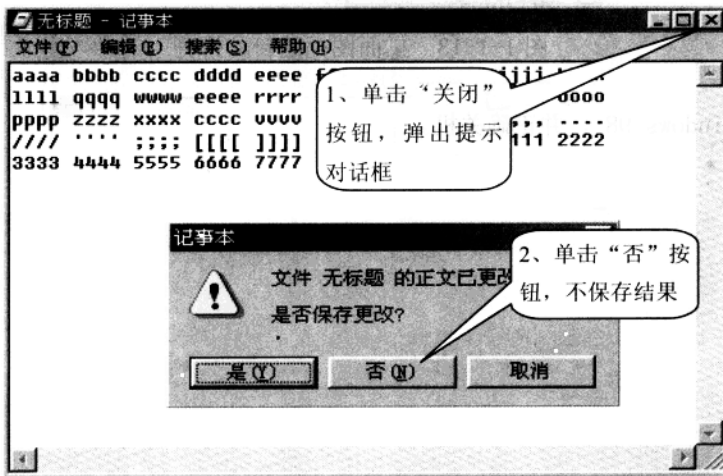 无标题 - 记事本
文件(F) 编辑(E) 搜索(S) 帮助(H)
aaaa bbbb cccc dddd eeee
llll qqqq wwww eeee rrrr oooo
pppp zzzz xxxx cccc vvvv .... 
//// '''' ;;;; [[[[ ]]]] 2222
3333 4444 5555 6666 7777
1、单击“关闭”
按钮，弹出提示
对话框
记事本
文件 无标题 的正文已更改
是否保存更改?
2、单击“否”按
钮，不保存结果
是(Y) 否(N) 取消